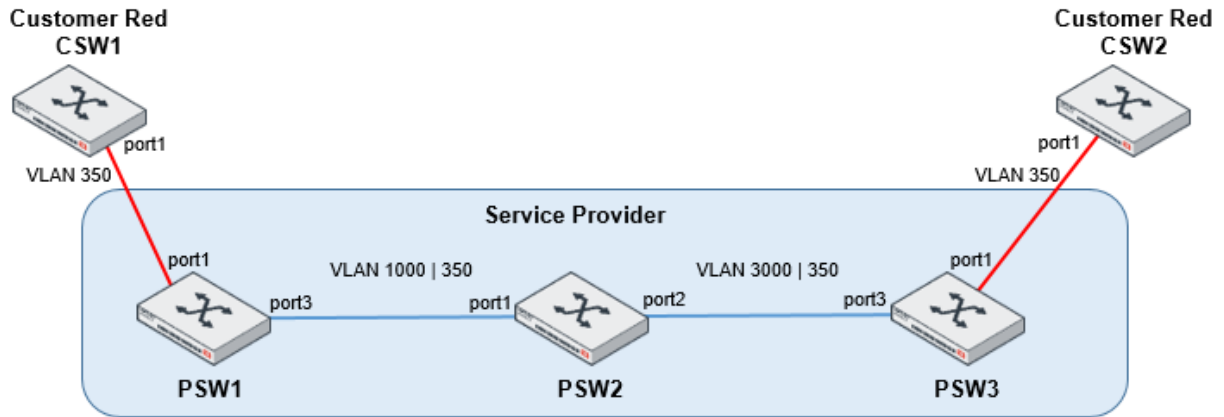 Customer Red
CSW1
Customer Red
CSW2
port1
port1
VLAN 350
VLAN 350
Service Provider
port1
VLAN 1000 | 350
VLAN 3000 | 350
port1
port3
port1
port2
port3
PSW1
PSW2
PSW3